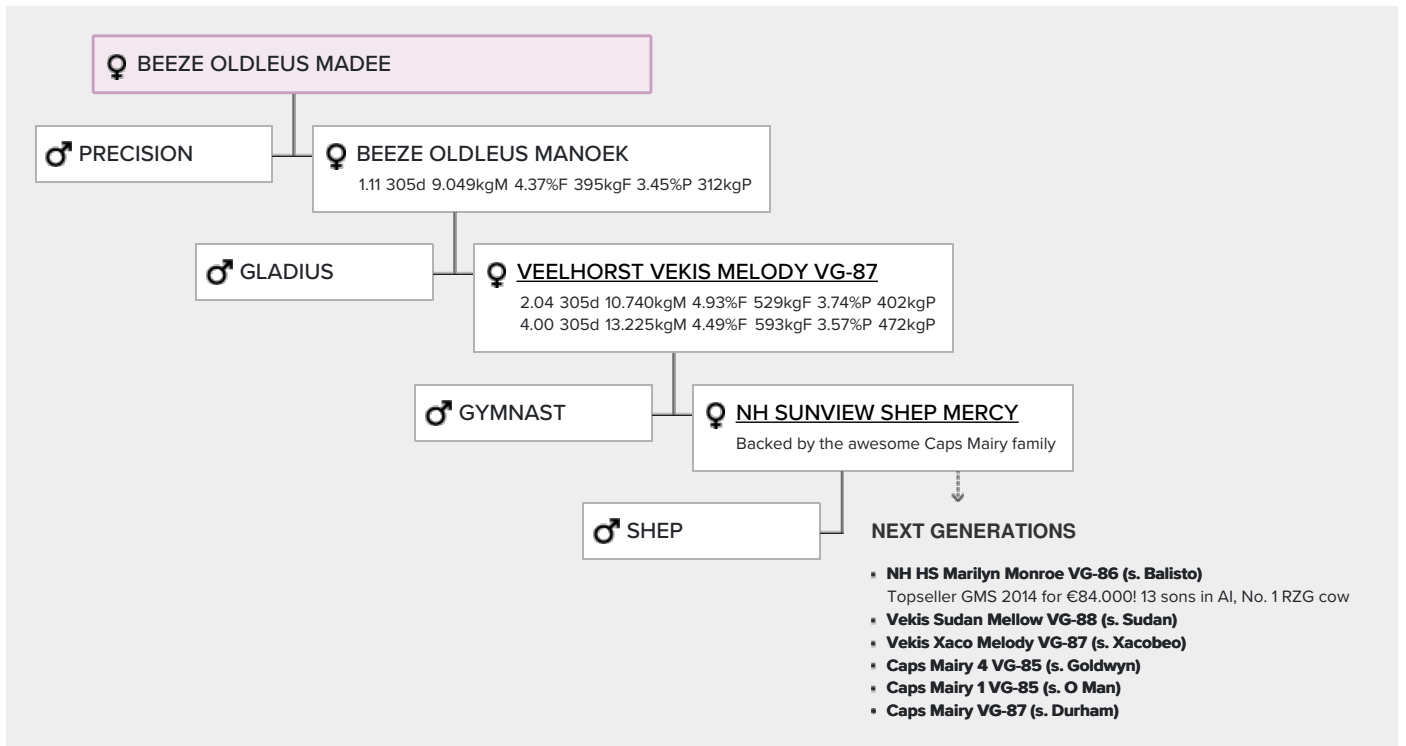 BEEZE OLDLEUS MADEE
PRECISION
BEEZE OLDLEUS MANOEK
1.11 305d 9.049kgM 4.37%F 395kgF 3.45%P 312kgP
GLADIUS
VEELHORST VEKIS MELODY VG-87
2.04 305d 10.740kgM 4.93%F 529kgF 3.74%P 402kgP
4.00 305d 13.225kgM 4.49%F 593kgF 3.57%P 472kgP
GYMNAST
NH SUNVIEW SHEP MERCY
Backed by the awesome Caps Mairy family
SHEP
NEXT GENERATIONS
NH HS Marilyn Monroe VG-86 (s. Balisto)
Topseller GMS 2014 for €84.000! 13 sons in AI, No. 1 RZG cow
Vekis Sudan Mellow VG-88 (s. Sudan)
Vekis Xaco Melody VG-87 (s. Xacobeo)
Caps Mairy 4 VG-85 (s. Goldwyn)
Caps Mairy 1 VG-85 (s. O Man)
Caps Mairy VG-87 (s. Durham)